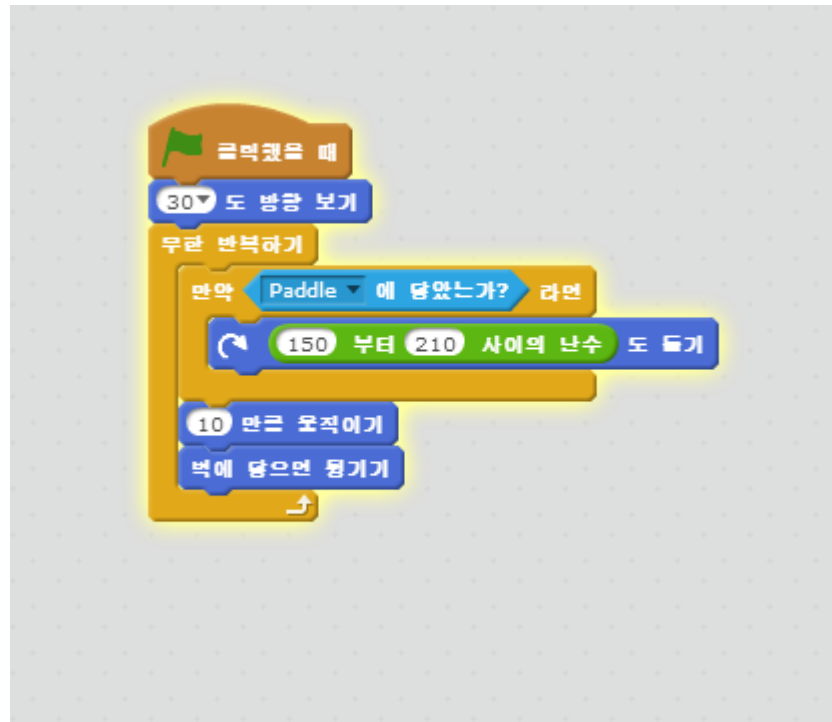 클릭했을 때
30 도 방향 보기
무한 반복하기
만약 Paddle 에 닿았는가? 라면
150 부터 210 사이의 난수 도 돌기
10 만큼 움직이기
벽에 닿으면 튕기기